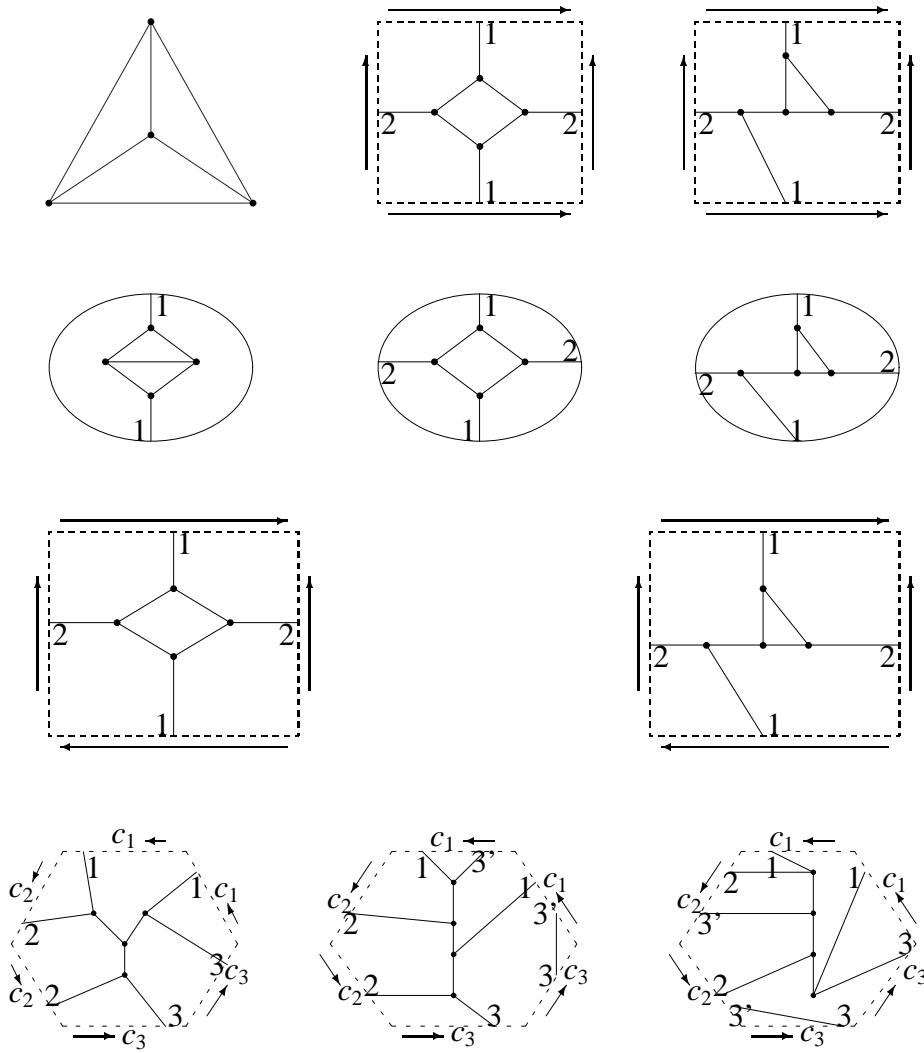 1 1
2 2 2 2
1 1
1 1 1
2 2 2 2
1 1 1
1 1
2 2 2 2
1 1
c₁ c₁ c₁
1 1 3' 1
c₂ 1 c₁ 1 c₁ 2 1 c₁
2 c₂ 2 3' c₂ 3'
3 c₃ 3 c₃ 3 c₃
c₂ 2 c₂ 2 c₂ 2
3 3 3' 3
c₃ c₃ c₃